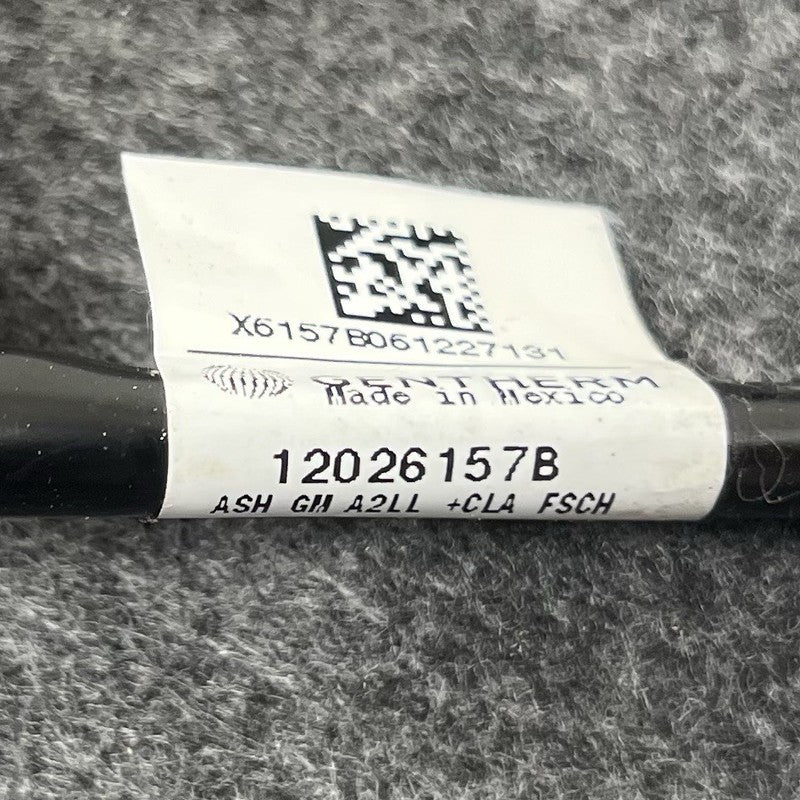 X6157B061227131
GENTHERM
Made in Mexico
12026157B
ASH GM A2LL +CLA FSCH